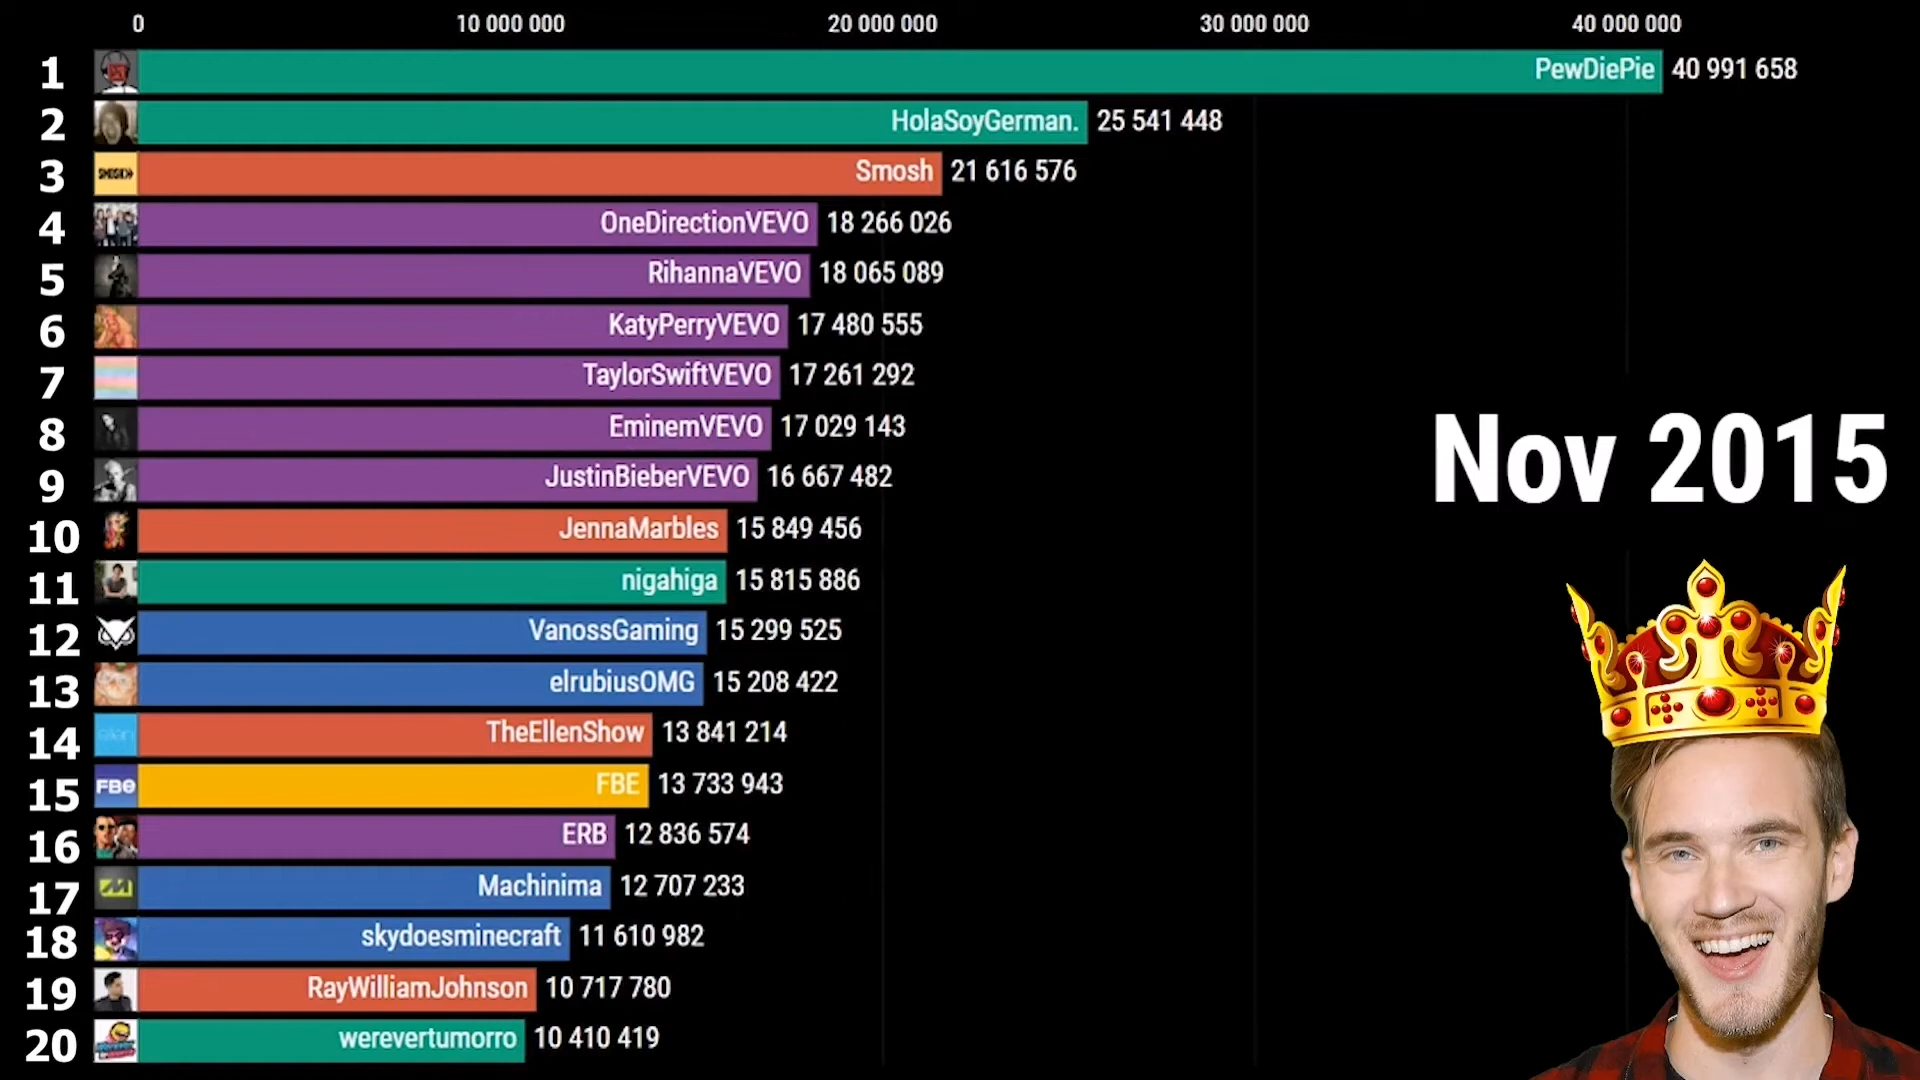 0 10 000 000 20 000 000 30 000 000 40 000 000
1 PewDiePie 40 991 658
2 HolaSoyGerman. 25 541 448
3 SMOSH Smosh 21 616 576
4 OneDirectionVEVO 18 266 026
5 RihannaVEVO 18 065 089
6 KatyPerryVEVO 17 480 555
7 TaylorSwiftVEVO 17 261 292
8 EminemVEVO 17 029 143
9 JustinBieberVEVO 16 667 482
10 JennaMarbles 15 849 456
11 nigahiga 15 815 886
12 VanossGaming 15 299 525
13 elrubiusOMG 15 208 422
14 TheEllenShow 13 841 214
15 FBE FBE 13 733 943
16 ERB 12 836 574
17 Machinima 12 707 233
18 skydoesminecraft 11 610 982
19 RayWilliamJohnson 10 717 780
20 werevertumorro 10 410 419
Nov 2015